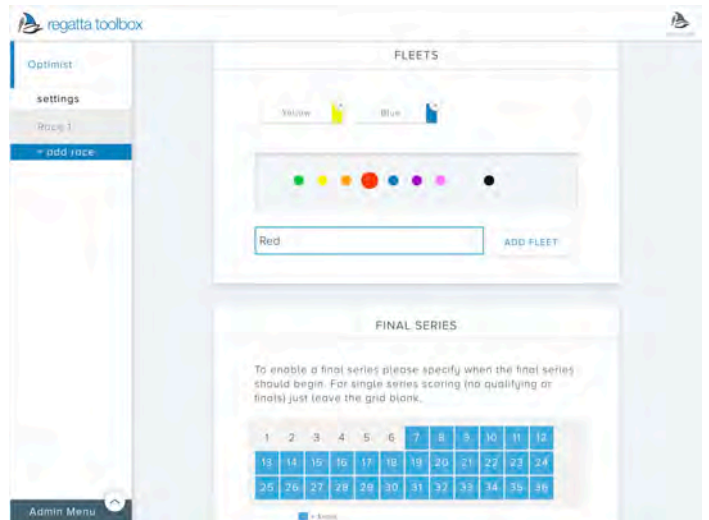 regatta toolbox
Optimist
settings
Race 1
+ add race
Admin Menu
FLEETS
Yellow
Blue
Red
ADD FLEET
FINAL SERIES
To enable a final series please specify when the final series
should begin. For single series scoring (no qualifying or
finals) just leave the grid blank.
1 2 3 4 5 6 7 8 9 10 11 12
13 14 15 16 17 18 19 20 21 22 23 24
25 26 27 28 29 30 31 32 33 34 35 36